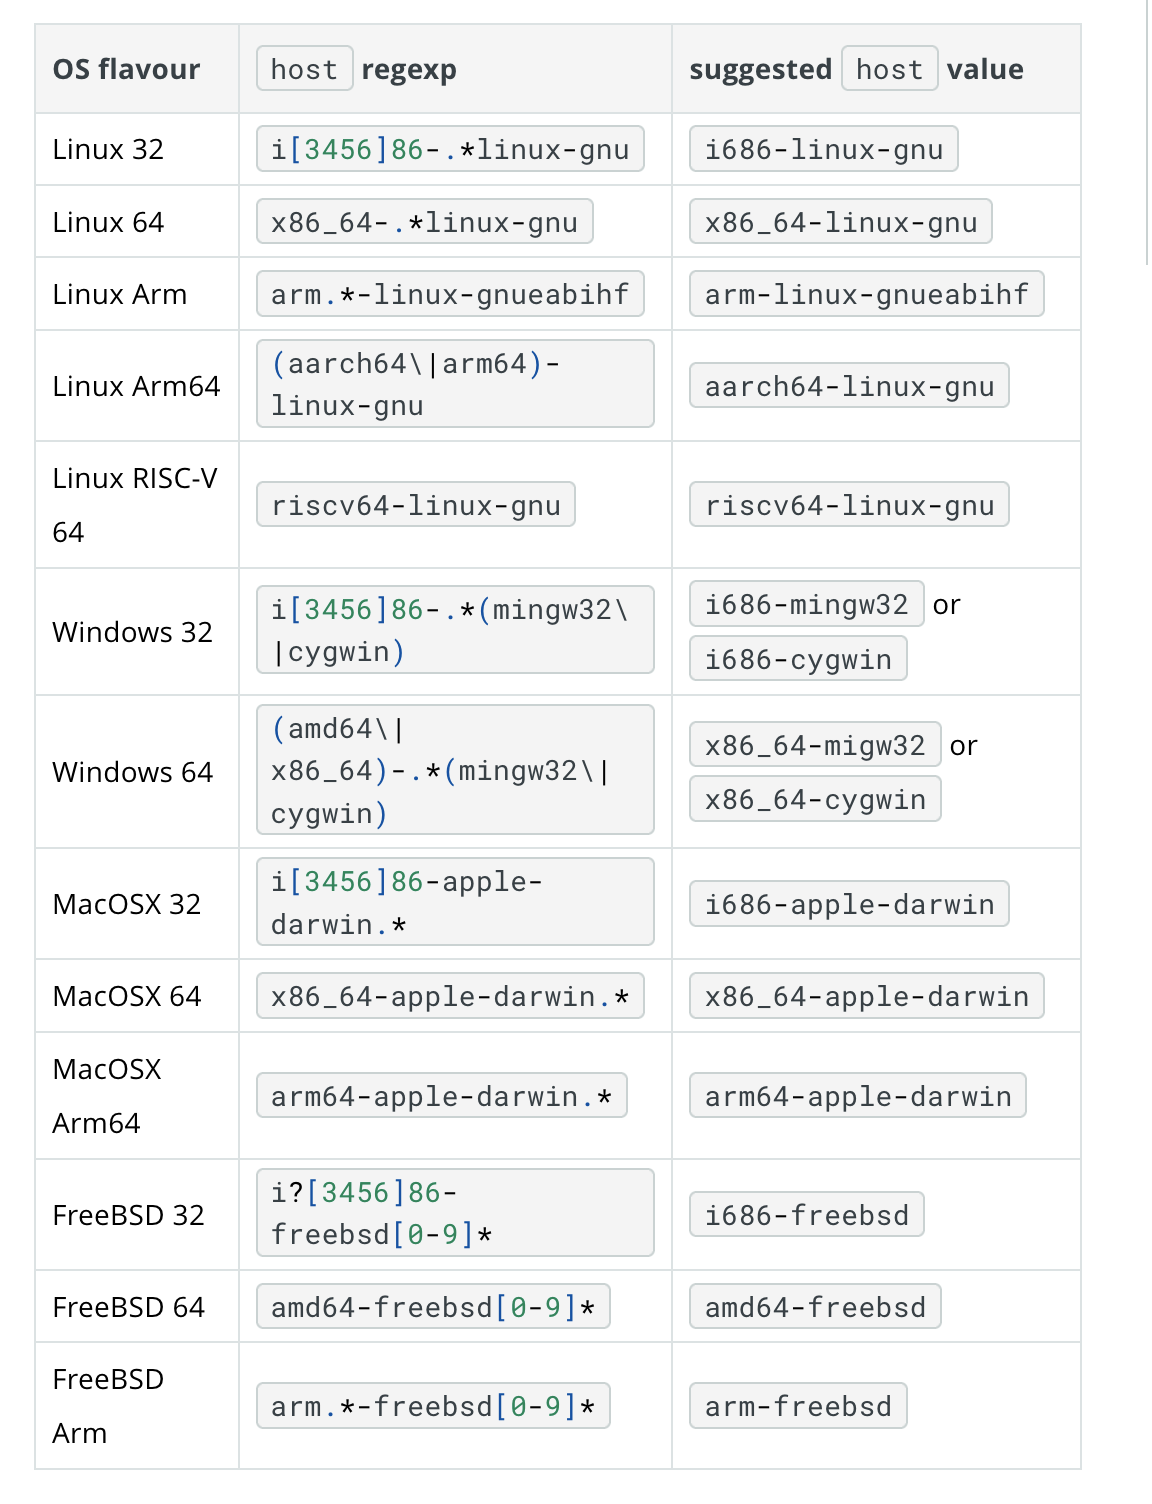 OS flavour host regexp suggested host value
Linux 32 i[3456]86-.*linux-gnu i686-linux-gnu
Linux 64 x86_64-.*linux-gnu x86_64-linux-gnu
Linux Arm arm.*-linux-gnueabihf arm-linux-gnueabihf
Linux Arm64 (aarch64\|arm64)-
linux-gnu aarch64-linux-gnu
Linux RISC-V
64 riscv64-linux-gnu riscv64-linux-gnu
Windows 32 i[3456]86-.*(mingw32\
|cygwin) i686-mingw32 or
i686-cygwin
Windows 64 (amd64\|
x86_64)-.*(mingw32\|
cygwin) x86_64-migw32 or
x86_64-cygwin
MacOSX 32 i[3456]86-apple-
darwin.* i686-apple-darwin
MacOSX 64 x86_64-apple-darwin.* x86_64-apple-darwin
MacOSX
Arm64 arm64-apple-darwin.* arm64-apple-darwin
FreeBSD 32 i?[3456]86-
freebsd[0-9]* i686-freebsd
FreeBSD 64 amd64-freebsd[0-9]* amd64-freebsd
FreeBSD
Arm arm.*-freebsd[0-9]* arm-freebsd